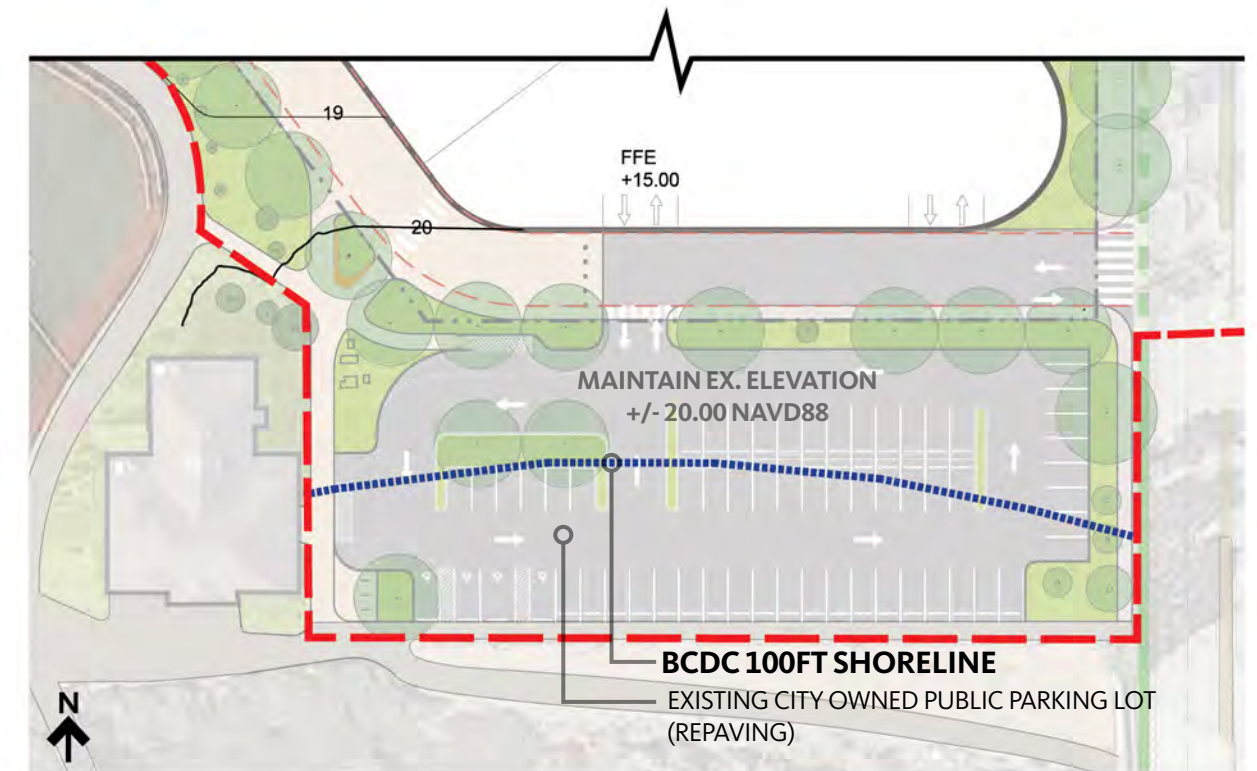 19
FFE
+15.00
20
MAINTAIN EX. ELEVATION
+/- 20.00 NAVD88
BCDC 100FT SHORELINE
EXISTING CITY OWNED PUBLIC PARKING LOT
(REPAVING)
N